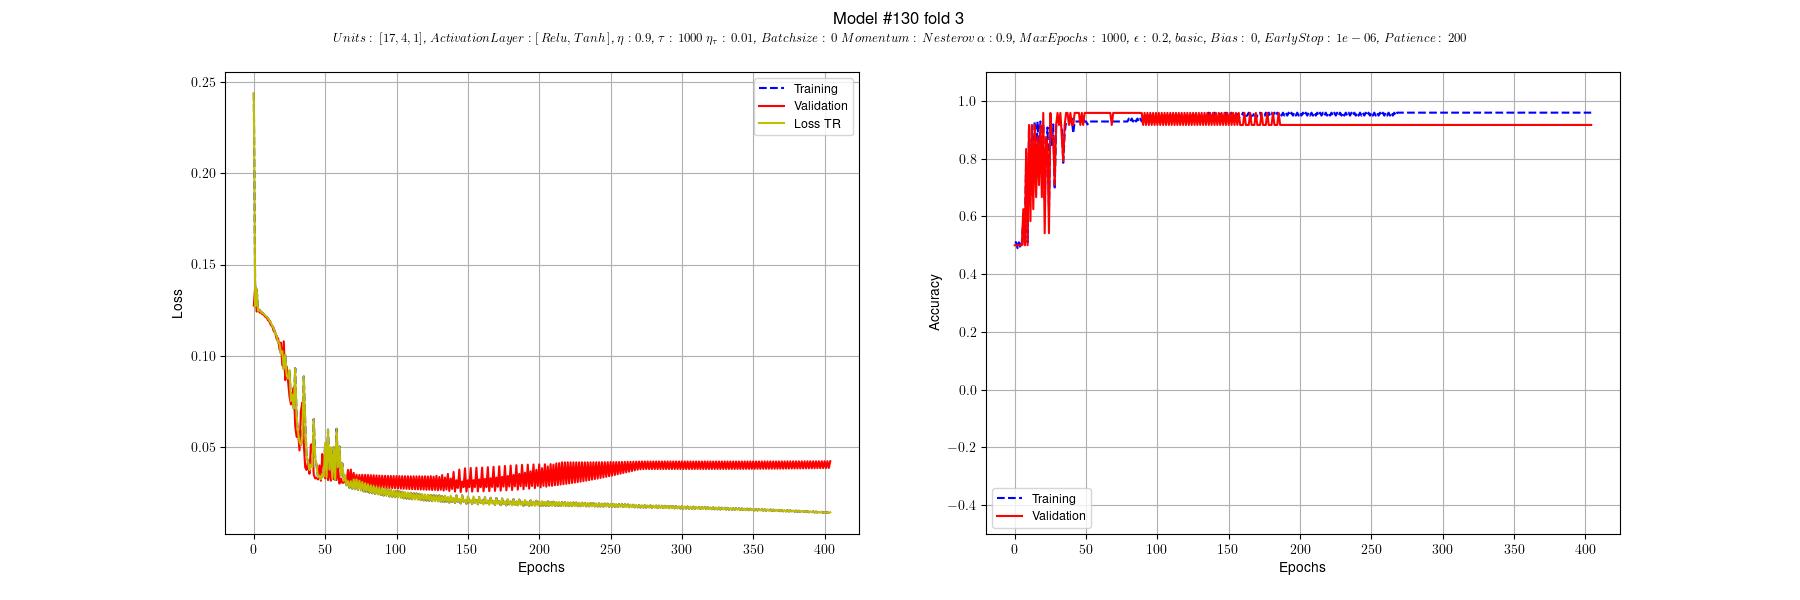 Model #130 fold 3
Units : [17, 4, 1], ActivationLayer : [Relu, Tanh], η : 0.9, τ : 1000 η_τ : 0.01, Batchsize : 0 Momentum : Nesterov α : 0.9, MaxEpochs : 1000, ϵ : 0.2, basic, Bias : 0, EarlyStop : 1e − 06, Patience : 200
0.25
0.20
0.15
0.10
0.05
Loss
Training
Validation
Loss TR
0 50 100 150 200 250 300 350 400
Epochs
1.0
0.8
0.6
0.4
0.2
0.0
−0.2
−0.4
Accuracy
Training
Validation
0 50 100 150 200 250 300 350 400
Epochs